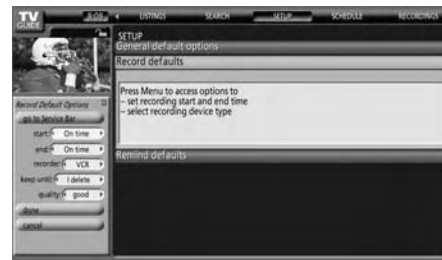 TV
GUIDE
8:08
LISTINGS
SEARCH
SETUP
SCHEDULE
RECORDINGS
SETUP
General default options
Record defaults
Press Menu to access options to
– set recording start and end time
– select recording device type
Remind defaults
Record Default Options
go to Service Bar
start: On time
end: On time
recorder: VCR
keep until: I delete
quality: good
done
cancel